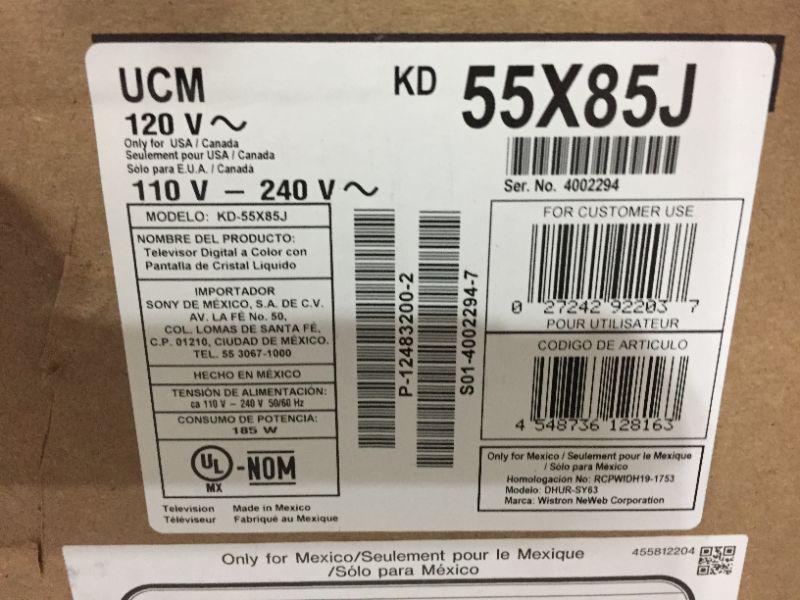 UCM
KD 55X85J
120 V ~
Only for USA / Canada
Seulement pour USA / Canada
Sólo para E.U.A. / Canadá
110 V – 240 V ~
Ser. No. 4002294
MODELO: KD-55X85J
NOMBRE DEL PRODUCTO:
Televisor Digital a Color con
Pantalla de Cristal Liquido
IMPORTADOR
SONY DE MÉXICO, S.A. DE C.V.
AV. LA FÉ No. 50,
COL. LOMAS DE SANTA FÉ,
C.P. 01210, CIUDAD DE MÉXICO.
TEL. 55 3067-1000
HECHO EN MÉXICO
TENSIÓN DE ALIMENTACIÓN:
ca 110 V – 240 V 50/60 Hz
CONSUMO DE POTENCIA:
185 W
UL -NOM
MX
Television Made in Mexico
Téléviseur Fabriqué au Mexique
P-12483200-2
S01-4002294-7
FOR CUSTOMER USE
0 27242 92203 7
POUR UTILISATEUR
CODIGO DE ARTICULO
4 548736 128163
Only for Mexico / Seulement pour le Mexique
/ Sólo para México
Homologacion No: RCPWIDH19-1753
Modelo: DHUR-SY63
Marca: Wistron NeWeb Corporation
Only for Mexico/Seulement pour le Mexique
/Sólo para México
455812204